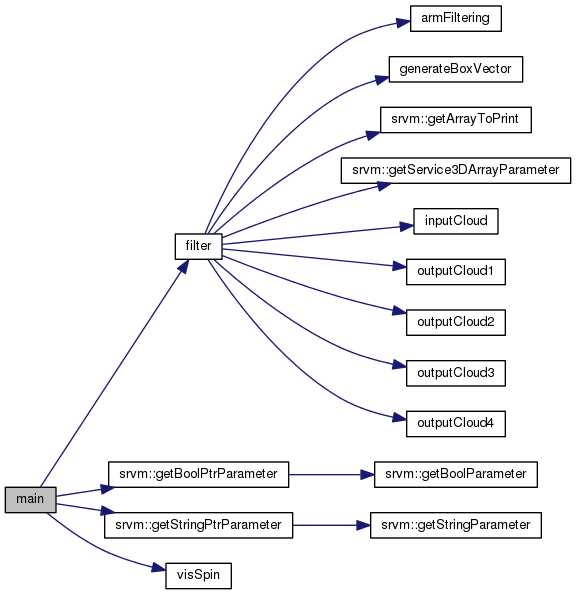 armFiltering
generateBoxVector
srvm::getArrayToPrint
srvm::getService3DArrayParameter
inputCloud
filter
outputCloud1
outputCloud2
outputCloud3
outputCloud4
srvm::getBoolPtrParameter
srvm::getBoolParameter
main
srvm::getStringPtrParameter
srvm::getStringParameter
visSpin